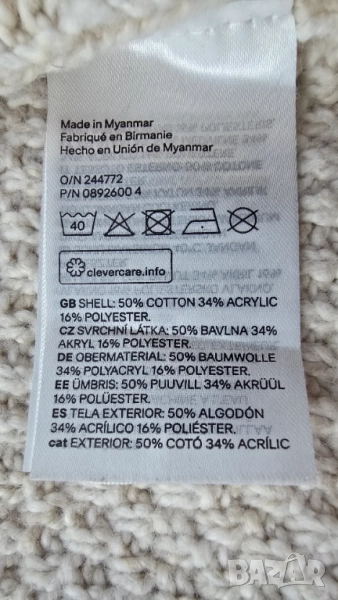 Made in Myanmar
Fabriqué en Birmanie
Hecho en Unión de Myanmar
O/N 244772
P/N 0892600 4
40
clevercare.info
GB SHELL: 50% COTTON 34% ACRYLIC
16% POLYESTER.
CZ SVRCHNÍ LÁTKA: 50% BAVLNA 34%
AKRYL 16% POLYESTER.
DE OBERMATERIAL: 50% BAUMWOLLE
34% POLYACRYL 16% POLYESTER.
EE ÜMBRIS: 50% PUUVILL 34% AKRÜÜL
16% POLÜESTER.
ES TELA EXTERIOR: 50% ALGODÓN
34% ACRÍLICO 16% POLIÉSTER.
cat EXTERIOR: 50% COTÓ 34% ACRÍLIC
BAZAR